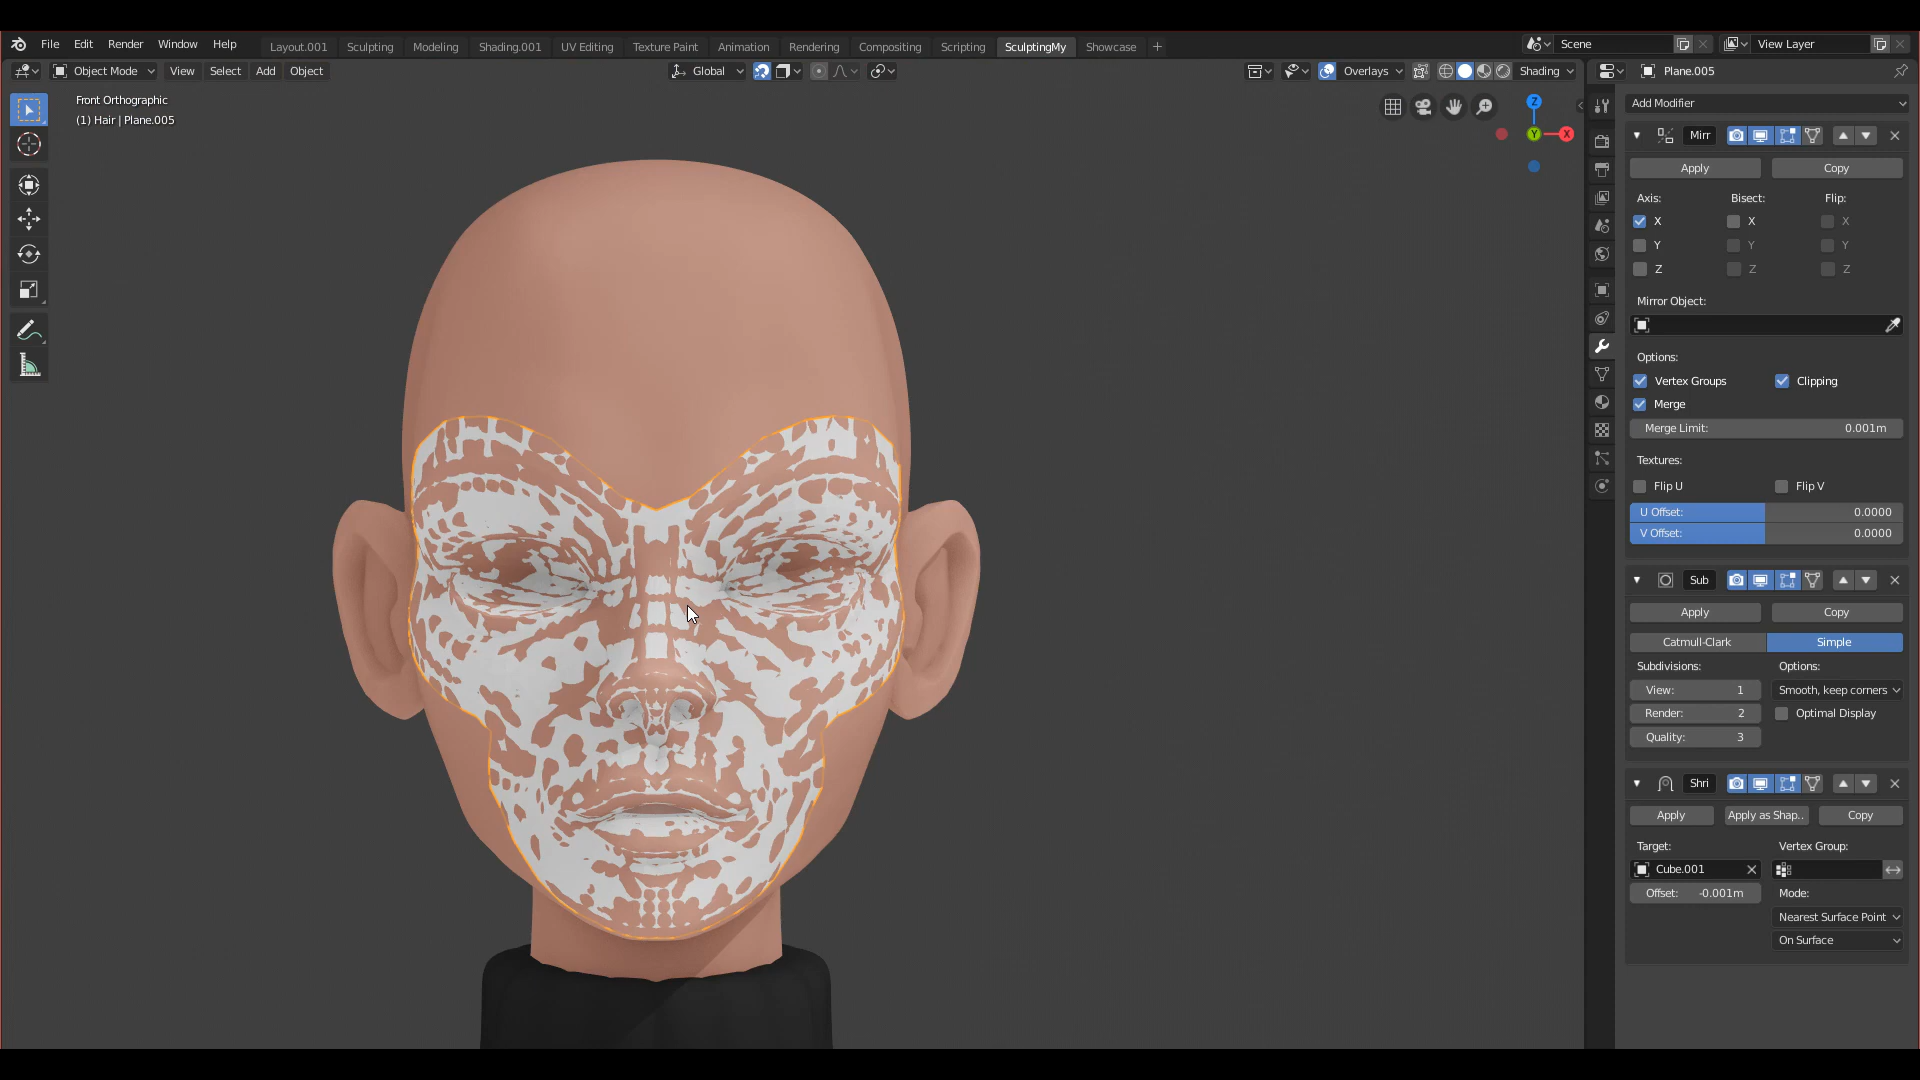 File Edit Render Window Help Layout.001 Sculpting Modeling Shading.001 UV Editing Texture Paint Animation Rendering Compositing Scripting SculptingMy Showcase + Scene View Layer
Object Mode View Select Add Object Global Overlays Shading Plane.005
Front Orthographic
(1) Hair | Plane.005
Z
Y
X
Add Modifier
Mirr
Apply Copy
Axis: Bisect: Flip:
X X X
Y Y Y
Z Z Z
Mirror Object:
Options:
Vertex Groups Clipping
Merge
Merge Limit: 0.001m
Textures:
Flip U Flip V
U Offset: 0.0000
V Offset: 0.0000
Sub
Apply Copy
Catmull-Clark Simple
Subdivisions: Options:
View: 1 Smooth, keep corners
Render: 2 Optimal Display
Quality: 3
Shri
Apply Apply as Shap.. Copy
Target: Vertex Group:
Cube.001
Offset: -0.001m Mode:
Nearest Surface Point
On Surface